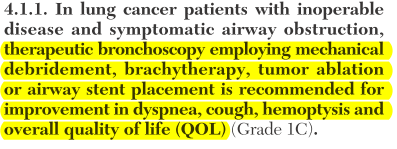 4.1.1. In lung cancer patients with inoperable
disease and symptomatic airway obstruction,
therapeutic bronchoscopy employing mechanical
debridement, brachytherapy, tumor ablation
or airway stent placement is recommended for
improvement in dyspnea, cough, hemoptysis and
overall quality of life (QOL) (Grade 1C).